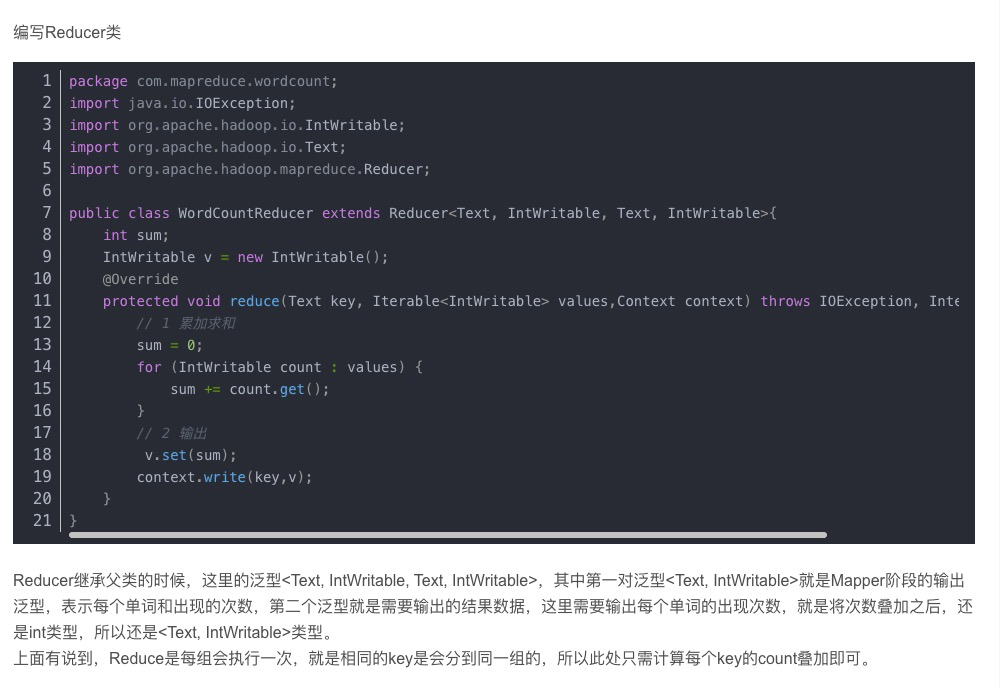 编写Reducer类
1 package com.mapreduce.wordcount;
2 import java.io.IOException;
3 import org.apache.hadoop.io.IntWritable;
4 import org.apache.hadoop.io.Text;
5 import org.apache.hadoop.mapreduce.Reducer;
6
7 public class WordCountReducer extends Reducer<Text, IntWritable, Text, IntWritable>{
8     int sum;
9     IntWritable v = new IntWritable();
10     @Override
11     protected void reduce(Text key, Iterable<IntWritable> values,Context context) throws IOException, Inte
12         // 1 累加求和
13         sum = 0;
14         for (IntWritable count : values) {
15             sum += count.get();
16         }
17         // 2 输出
18          v.set(sum);
19         context.write(key,v);
20     }
21 }
Reducer继承父类的时候，这里的泛型<Text, IntWritable, Text, IntWritable>，其中第一对泛型<Text, IntWritable>就是Mapper阶段的输出
泛型，表示每个单词和出现的次数，第二个泛型就是需要输出的结果数据，这里需要输出每个单词的出现次数，就是将次数叠加之后，还
是int类型，所以还是<Text, IntWritable>类型。
上面有说到，Reduce是每组会执行一次，就是相同的key是会分到同一组的，所以此处只需计算每个key的count叠加即可。